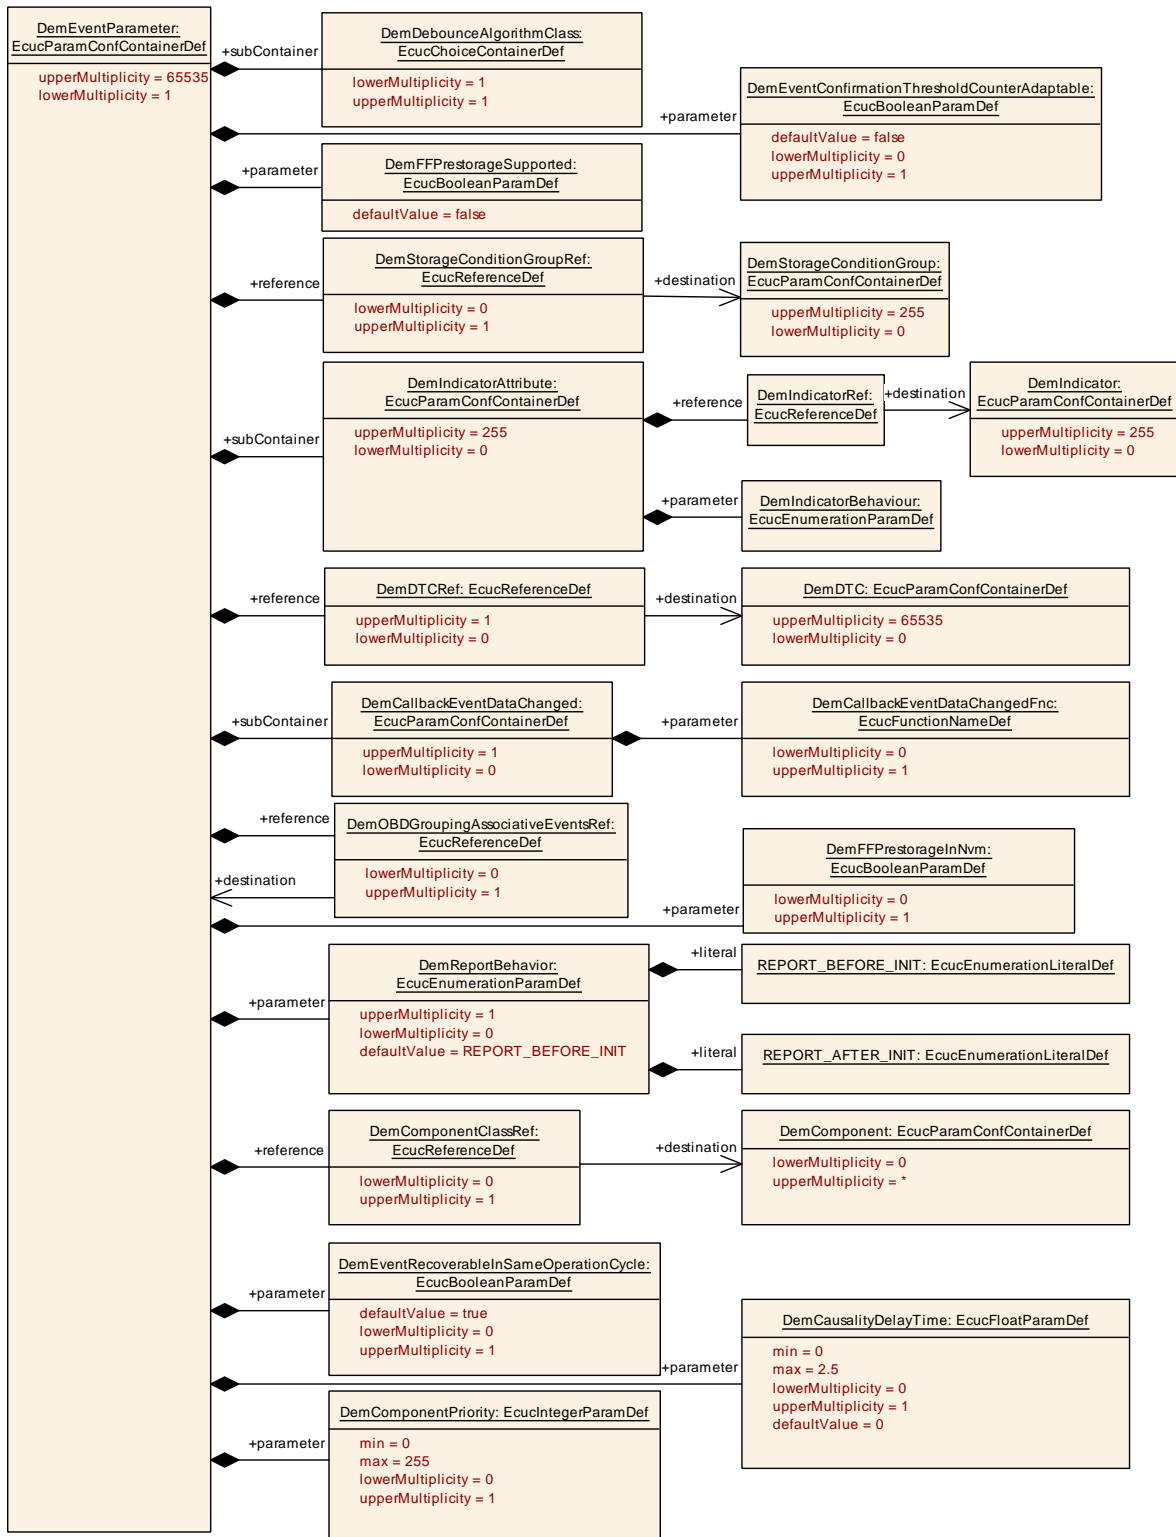 DemEventParameter:
EcucParamConfContainerDef
upperMultiplicity = 65535
lowerMultiplicity = 1
+subContainer
DemDebounceAlgorithmClass:
EcucChoiceContainerDef
lowerMultiplicity = 1
upperMultiplicity = 1
+parameter
DemEventConfirmationThresholdCounterAdaptable:
EcucBooleanParamDef
defaultValue = false
lowerMultiplicity = 0
upperMultiplicity = 1
+parameter
DemFFPrestorageSupported:
EcucBooleanParamDef
defaultValue = false
+reference
DemStorageConditionGroupRef:
EcucReferenceDef
lowerMultiplicity = 0
upperMultiplicity = 1
+destination
DemStorageConditionGroup:
EcucParamConfContainerDef
upperMultiplicity = 255
lowerMultiplicity = 0
+subContainer
DemIndicatorAttribute:
EcucParamConfContainerDef
upperMultiplicity = 255
lowerMultiplicity = 0
+reference
DemIndicatorRef:
EcucReferenceDef
+destination
DemIndicator:
EcucParamConfContainerDef
upperMultiplicity = 255
lowerMultiplicity = 0
+parameter
DemIndicatorBehaviour:
EcucEnumerationParamDef
+reference
DemDTCRef: EcucReferenceDef
upperMultiplicity = 1
lowerMultiplicity = 0
+destination
DemDTC: EcucParamConfContainerDef
upperMultiplicity = 65535
lowerMultiplicity = 0
+subContainer
DemCallbackEventDataChanged:
EcucParamConfContainerDef
upperMultiplicity = 1
lowerMultiplicity = 0
+parameter
DemCallbackEventDataChangedFnc:
EcucFunctionNameDef
lowerMultiplicity = 0
upperMultiplicity = 1
+reference
DemOBDGroupingAssociativeEventsRef:
EcucReferenceDef
lowerMultiplicity = 0
upperMultiplicity = 1
+destination
+parameter
DemFFPrestorageInNvm:
EcucBooleanParamDef
lowerMultiplicity = 0
upperMultiplicity = 1
+parameter
DemReportBehavior:
EcucEnumerationParamDef
upperMultiplicity = 1
lowerMultiplicity = 0
defaultValue = REPORT_BEFORE_INIT
+literal
REPORT_BEFORE_INIT: EcucEnumerationLiteralDef
+literal
REPORT_AFTER_INIT: EcucEnumerationLiteralDef
+reference
DemComponentClassRef:
EcucReferenceDef
lowerMultiplicity = 0
upperMultiplicity = 1
+destination
DemComponent: EcucParamConfContainerDef
lowerMultiplicity = 0
upperMultiplicity = *
+parameter
DemEventRecoverableInSameOperationCycle:
EcucBooleanParamDef
defaultValue = true
lowerMultiplicity = 0
upperMultiplicity = 1
+parameter
DemCausalityDelayTime: EcucFloatParamDef
min = 0
max = 2.5
lowerMultiplicity = 0
upperMultiplicity = 1
defaultValue = 0
+parameter
DemComponentPriority: EcucIntegerParamDef
min = 0
max = 255
lowerMultiplicity = 0
upperMultiplicity = 1